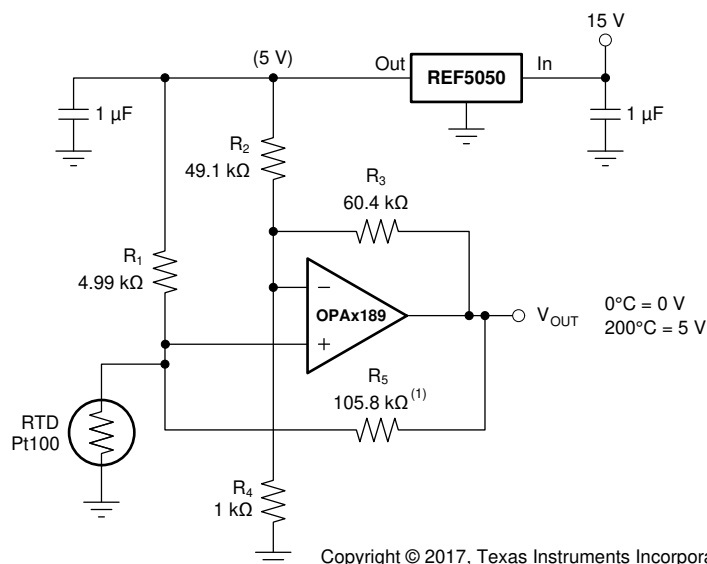 15 V
(5 V)
Out
REF5050
In
1 µF
1 µF
R2
49.1 kΩ
R3
60.4 kΩ
R1
4.99 kΩ
−
OPAx189
+
VOUT
0°C = 0 V
200°C = 5 V
R5
105.8 kΩ(1)
RTD
Pt100
R4
1 kΩ
Copyright © 2017, Texas Instruments Incorpora